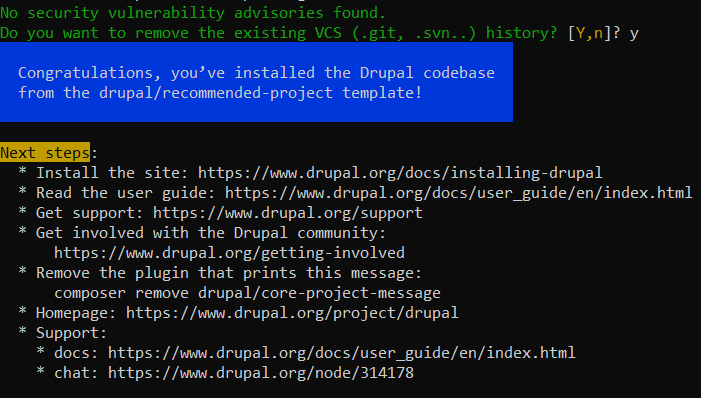 No security vulnerability advisories found.
Do you want to remove the existing VCS (.git, .svn..) history? [Y,n]? y
Congratulations, you’ve installed the Drupal codebase
from the drupal/recommended-project template!
Next steps:
* Install the site: https://www.drupal.org/docs/installing-drupal
* Read the user guide: https://www.drupal.org/docs/user_guide/en/index.html
* Get support: https://www.drupal.org/support
* Get involved with the Drupal community:
https://www.drupal.org/getting-involved
* Remove the plugin that prints this message:
composer remove drupal/core-project-message
* Homepage: https://www.drupal.org/project/drupal
* Support:
* docs: https://www.drupal.org/docs/user_guide/en/index.html
* chat: https://www.drupal.org/node/314178